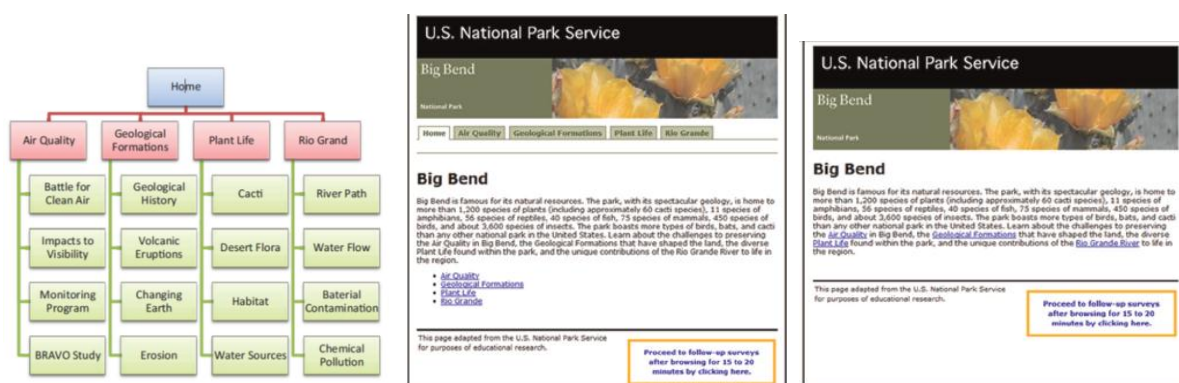 Home
Air Quality
Geological
Formations
Plant Life
Rio Grand
Battle for
Clean Air
Geological
History
Cacti
River Path
Impacts to
Visibility
Volcanic
Eruptions
Desert Flora
Water Flow
Monitoring
Program
Changing
Earth
Habitat
Baterial
Contamination
BRAVO Study
Erosion
Water Sources
Chemical
Pollution
U.S. National Park Service
Big Bend
National Park
Home Air Quality Geological Formations Plant Life Rio Grande
Big Bend
Big Bend is famous for its natural resources. The park, with its spectacular geology, is home to
more than 1,200 species of plants (including approximately 60 cacti species), 11 species of
amphibians, 56 species of reptiles, 40 species of fish, 75 species of mammals, 450 species of
birds, and about 3,600 species of insects. The park boasts more types of birds, bats, and cacti
than any other national park in the United States. Learn about the challenges to preserving
the Air Quality in Big Bend, the Geological Formations that have shaped the land, the diverse
Plant Life found within the park, and the unique contributions of the Rio Grande River to life in
the region.
• Air Quality
• Geological Formations
• Plant Life
• Rio Grande
This page adapted from the U.S. National Park Service
for purposes of educational research.
Proceed to follow-up surveys
after browsing for 15 to 20
minutes by clicking here.
U.S. National Park Service
Big Bend
National Park
Big Bend
Big Bend is famous for its natural resources. The park, with its spectacular geology, is home to
more than 1,200 species of plants (including approximately 60 cacti species), 11 species of
amphibians, 56 species of reptiles, 40 species of fish, 75 species of mammals, 450 species of
birds, and about 3,600 species of insects. The park boasts more types of birds, bats, and cacti
than any other national park in the United States. Learn about the challenges to preserving
the Air Quality in Big Bend, the Geological Formations that have shaped the land, the diverse
Plant Life found within the park, and the unique contributions of the Rio Grande River to life in
the region.
This page adapted from the U.S. National Park Service
for purposes of educational research.
Proceed to follow-up surveys
after browsing for 15 to 20
minutes by clicking here.